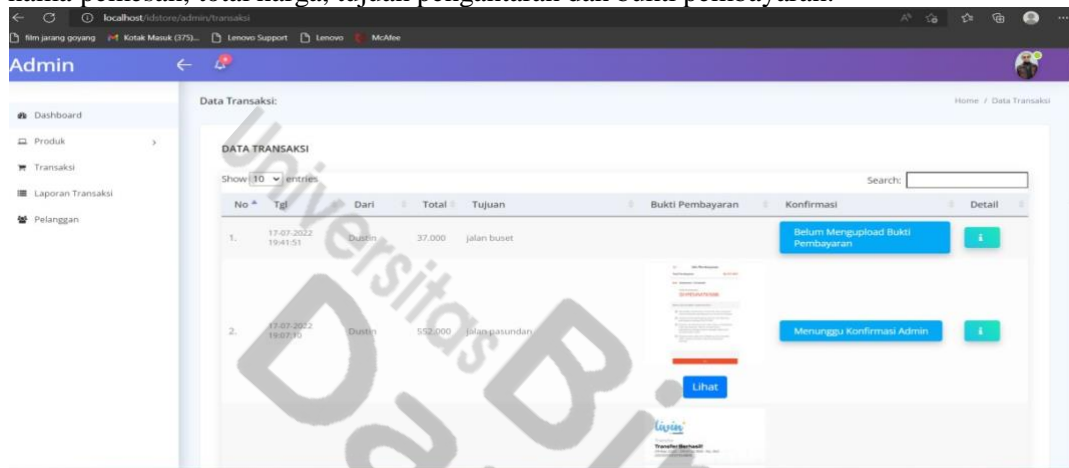 nama pemesan, total harga, tujuan pengantaran dan bukti pembayaran.
localhost/idstore/admin/transaksi
film jarang goyang Kotak Masuk (375)... Lenovo Support Lenovo McAfee
Admin
Data Transaksi:
Home / Data Transaksi
Dashboard
Produk
Transaksi
Laporan Transaksi
Pelanggan
DATA TRANSAKSI
Show 10 entries
Search:
No Tgl Dari Total Tujuan Bukti Pembayaran Konfirmasi Detail
1. 17-07-2022 19:41:51 Dustin 37.000 jalan buset Belum Mengupload Bukti Pembayaran i
2. 17-07-2022 19:07:10 Dustin 552.000 jalan pasundan Menunggu Konfirmasi Admin i
Lihat
livin'
Transfer Berhasil!
Universitas